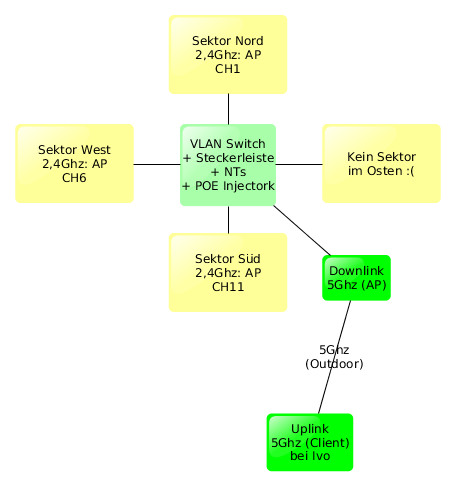 Sektor Nord
2,4Ghz: AP
CH1
Sektor West
2,4Ghz: AP
CH6
VLAN Switch
+ Steckerleiste
+ NTs
+ POE Injectork
Kein Sektor
im Osten :(
Sektor Süd
2,4Ghz: AP
CH11
Downlink
5Ghz (AP)
5Ghz
(Outdoor)
Uplink
5Ghz (Client)
bei Ivo